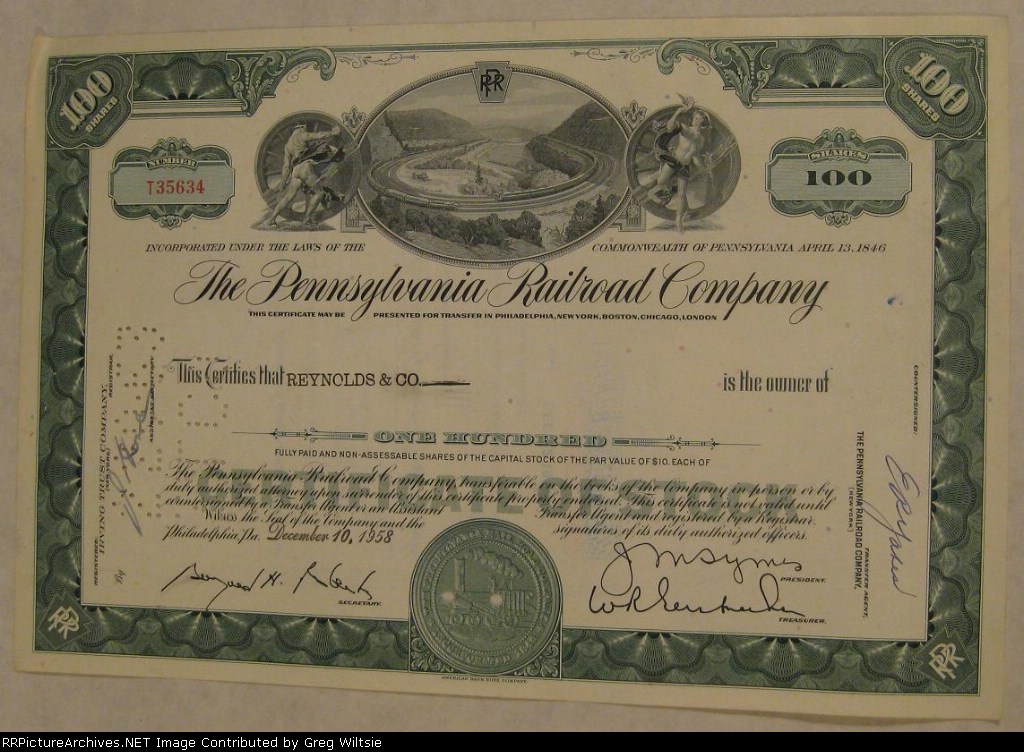 100 SHARES
PRR
100 SHARES
NUMBER
T35634
SHARES
100
INCORPORATED UNDER THE LAWS OF THE COMMONWEALTH OF PENNSYLVANIA APRIL 13, 1846
The Pennsylvania Railroad Company
THIS CERTIFICATE MAY BE PRESENTED FOR TRANSFER IN PHILADELPHIA, NEW YORK, BOSTON, CHICAGO, LONDON
This Certifies that REYNOLDS & CO. is the owner of
ONE HUNDRED
FULLY PAID AND NON-ASSESSABLE SHARES OF THE CAPITAL STOCK OF THE PAR VALUE OF $10. EACH OF
The Pennsylvania Railroad Company, transferable on the books of the Company in person or by
duly authorized attorney upon surrender of this certificate properly endorsed. This certificate is not valid until
countersigned by a Transfer Agent or an Assistant Transfer Agent and registered by a Registrar.
Witness the Seal of the Company and the signatures of its duly authorized officers.
Philadelphia, Pa. December 10, 1958
SECRETARY.
J M Symes
PRESIDENT.
TREASURER.
REGISTERED:
IRVING TRUST COMPANY,
(NEW YORK)
REGISTRAR,
By
COUNTERSIGNED:
THE PENNSYLVANIA RAILROAD COMPANY,
(NEW YORK)
TRANSFER AGENT,
PRR
PRR
AMERICAN BANK NOTE COMPANY.
RRPictureArchives.NET Image Contributed by Greg Wiltsie